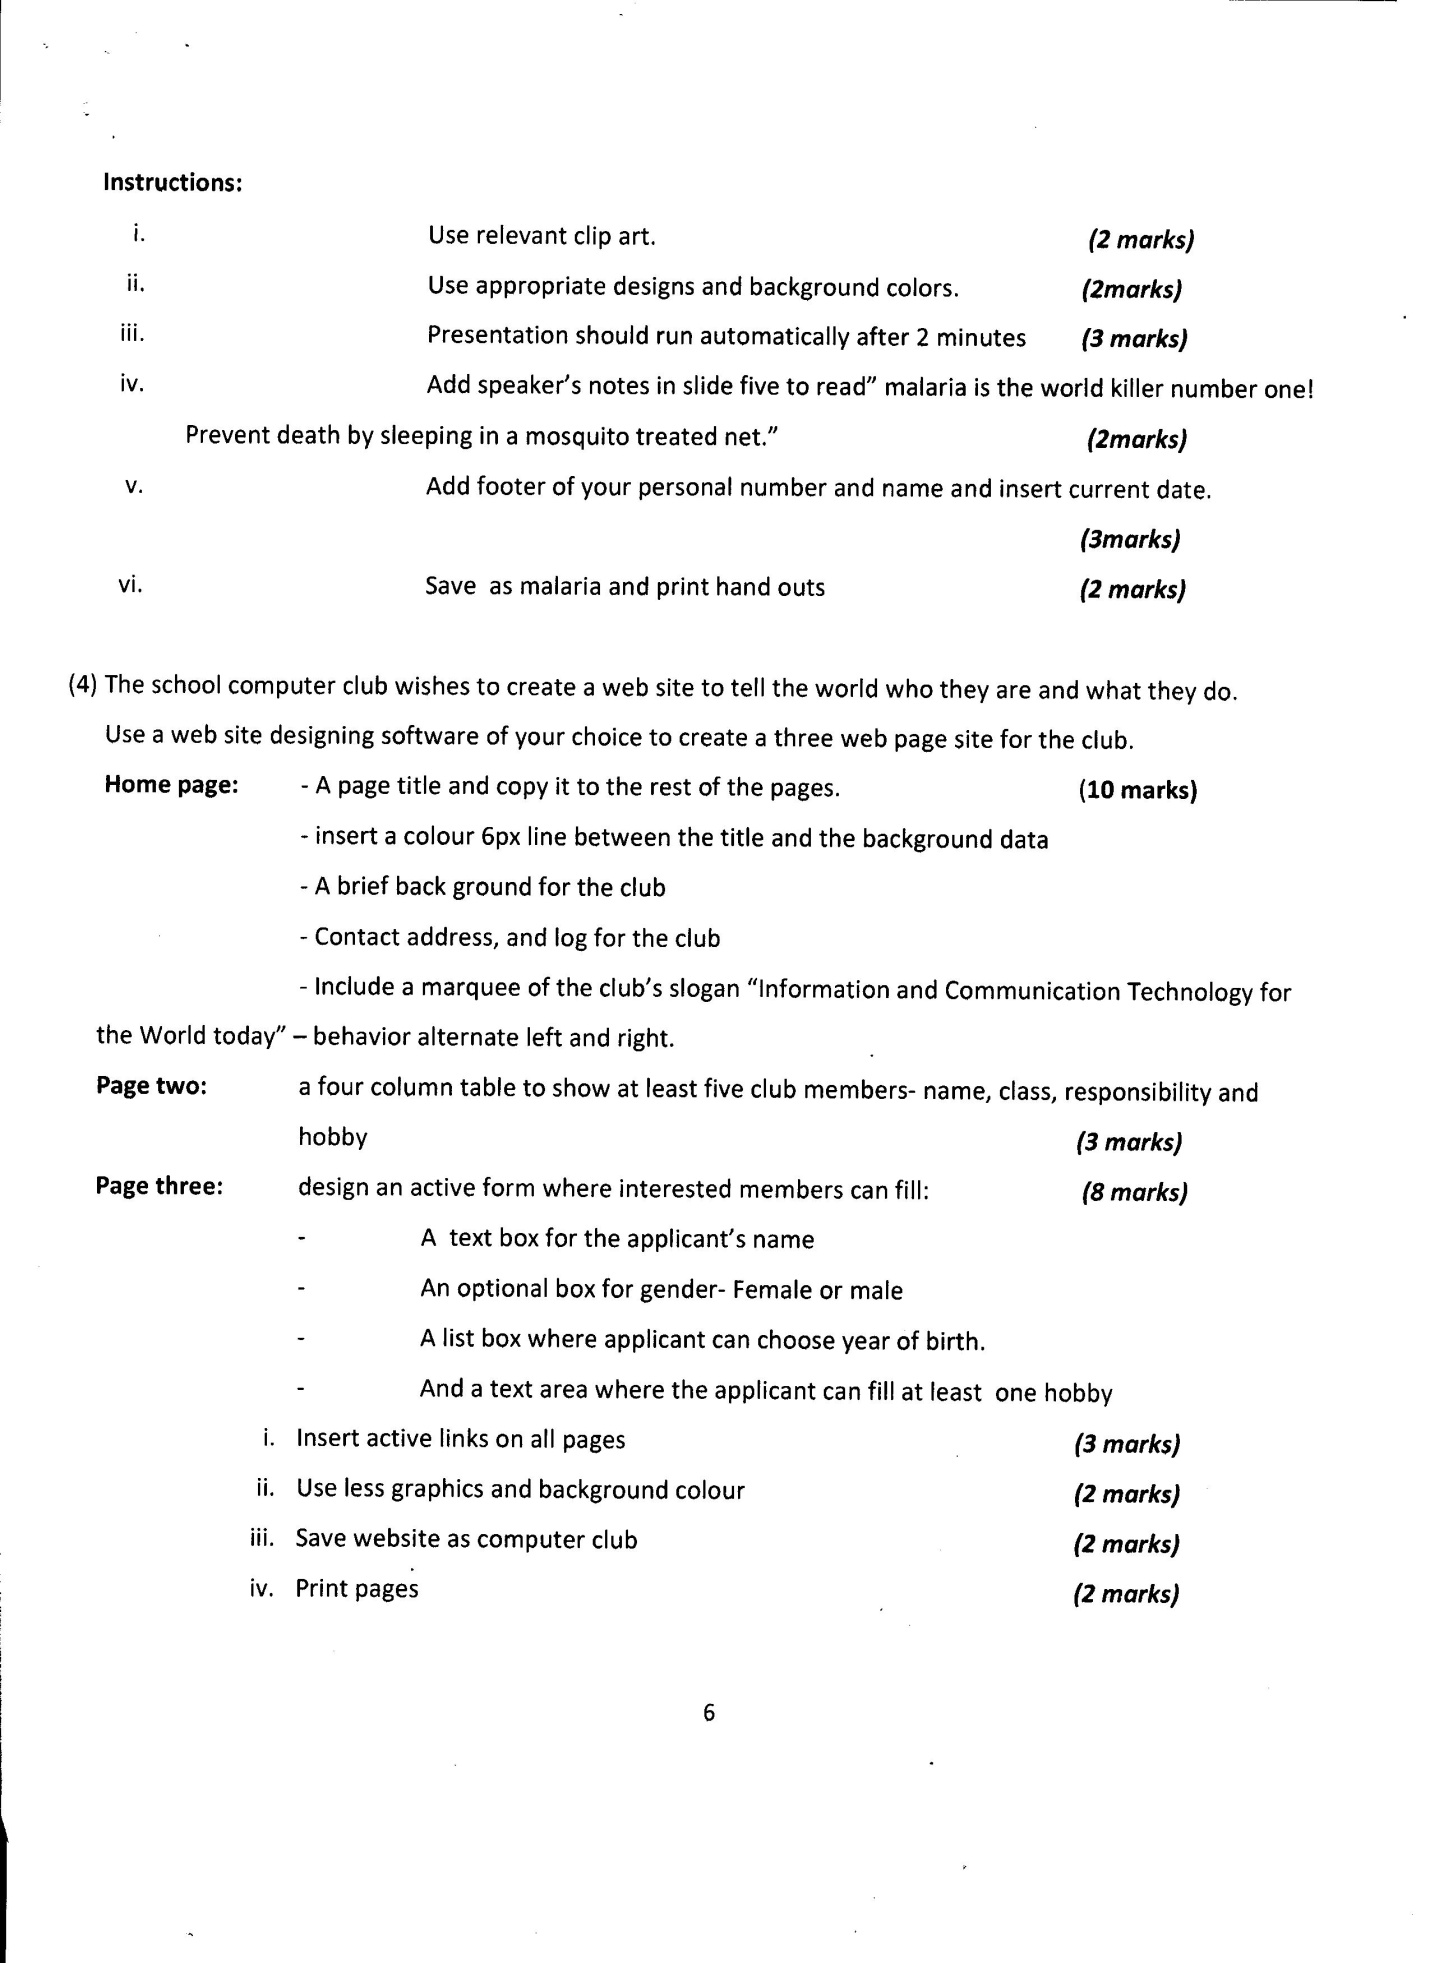 Instructions:
i. Use relevant clip art. (2 marks)
ii. Use appropriate designs and background colors. (2marks)
iii. Presentation should run automatically after 2 minutes (3 marks)
iv. Add speaker's notes in slide five to read" malaria is the world killer number one!
Prevent death by sleeping in a mosquito treated net." (2marks)
v. Add footer of your personal number and name and insert current date.
(3marks)
vi. Save as malaria and print hand outs (2 marks)
(4) The school computer club wishes to create a web site to tell the world who they are and what they do.
Use a web site designing software of your choice to create a three web page site for the club.
Home page: - A page title and copy it to the rest of the pages. (10 marks)
- insert a colour 6px line between the title and the background data
- A brief back ground for the club
- Contact address, and log for the club
- Include a marquee of the club's slogan "Information and Communication Technology for
the World today" – behavior alternate left and right.
Page two: a four column table to show at least five club members- name, class, responsibility and
hobby (3 marks)
Page three: design an active form where interested members can fill: (8 marks)
- A text box for the applicant's name
- An optional box for gender- Female or male
- A list box where applicant can choose year of birth.
- And a text area where the applicant can fill at least one hobby
i. Insert active links on all pages (3 marks)
ii. Use less graphics and background colour (2 marks)
iii. Save website as computer club (2 marks)
iv. Print pages (2 marks)
6